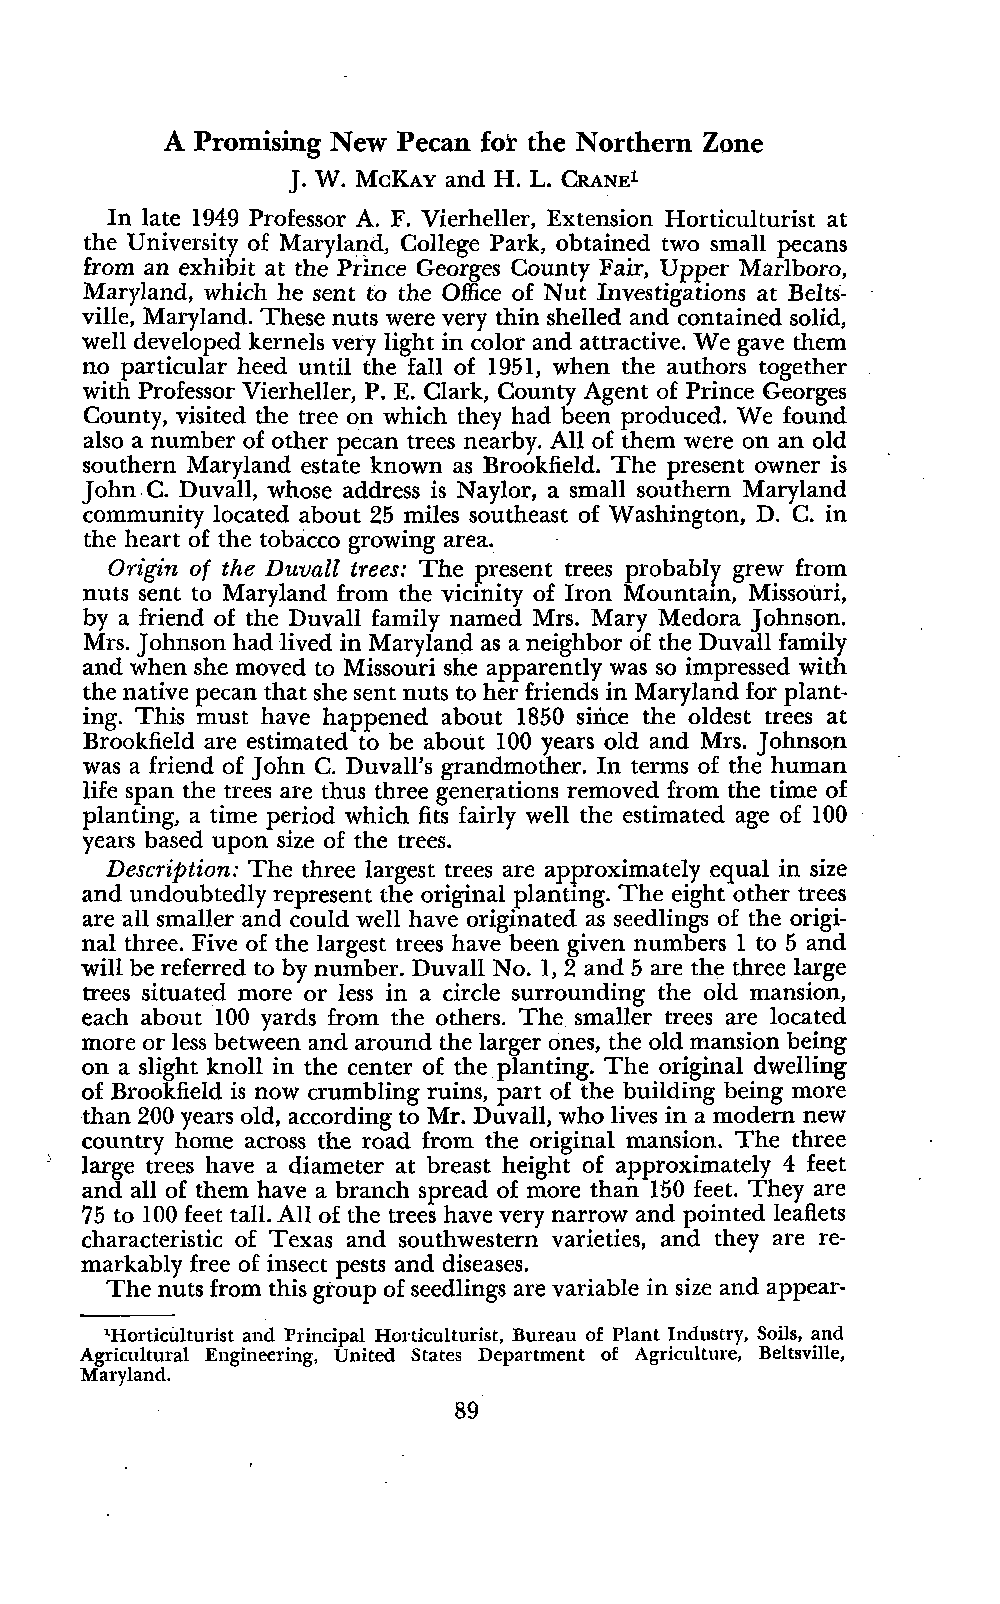 A Promising New Pecan for the Northern Zone
J. W. McKay and H. L. Crane¹
In late 1949 Professor A. F. Vierheller, Extension Horticulturist at
the University of Maryland, College Park, obtained two small pecans
from an exhibit at the Prince Georges County Fair, Upper Marlboro,
Maryland, which he sent to the Office of Nut Investigations at Belts-
ville, Maryland. These nuts were very thin shelled and contained solid,
well developed kernels very light in color and attractive. We gave them
no particular heed until the fall of 1951, when the authors together
with Professor Vierheller, P. E. Clark, County Agent of Prince Georges
County, visited the tree on which they had been produced. We found
also a number of other pecan trees nearby. All of them were on an old
southern Maryland estate known as Brookfield. The present owner is
John C. Duvall, whose address is Naylor, a small southern Maryland
community located about 25 miles southeast of Washington, D. C. in
the heart of the tobacco growing area.
Origin of the Duvall trees: The present trees probably grew from
nuts sent to Maryland from the vicinity of Iron Mountain, Missouri,
by a friend of the Duvall family named Mrs. Mary Medora Johnson.
Mrs. Johnson had lived in Maryland as a neighbor of the Duvall family
and when she moved to Missouri she apparently was so impressed with
the native pecan that she sent nuts to her friends in Maryland for plant-
ing. This must have happened about 1850 since the oldest trees at
Brookfield are estimated to be about 100 years old and Mrs. Johnson
was a friend of John C. Duvall's grandmother. In terms of the human
life span the trees are thus three generations removed from the time of
planting, a time period which fits fairly well the estimated age of 100
years based upon size of the trees.
Description: The three largest trees are approximately equal in size
and undoubtedly represent the original planting. The eight other trees
are all smaller and could well have originated as seedlings of the origi-
nal three. Five of the largest trees have been given numbers 1 to 5 and
will be referred to by number. Duvall No. 1, 2 and 5 are the three large
trees situated more or less in a circle surrounding the old mansion,
each about 100 yards from the others. The smaller trees are located
more or less between and around the larger ones, the old mansion being
on a slight knoll in the center of the planting. The original dwelling
of Brookfield is now crumbling ruins, part of the building being more
than 200 years old, according to Mr. Duvall, who lives in a modern new
country home across the road from the original mansion. The three
large trees have a diameter at breast height of approximately 4 feet
and all of them have a branch spread of more than 150 feet. They are
75 to 100 feet tall. All of the trees have very narrow and pointed leaflets
characteristic of Texas and southwestern varieties, and they are re-
markably free of insect pests and diseases.
The nuts from this group of seedlings are variable in size and appear-
¹Horticulturist and Principal Horticulturist, Bureau of Plant Industry, Soils, and
Agricultural Engineering, United States Department of Agriculture, Beltsville,
Maryland.
89